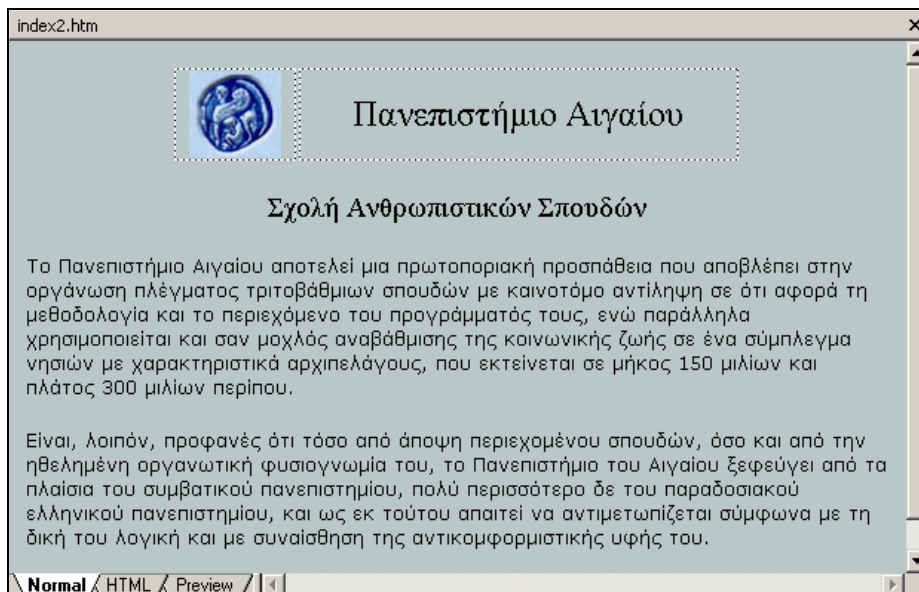 index2.htm
Πανεπιστήμιο Αιγαίου
Σχολή Ανθρωπιστικών Σπουδών
Το Πανεπιστήμιο Αιγαίου αποτελεί μια πρωτοποριακή προσπάθεια που αποβλέπει στην
οργάνωση πλέγματος τριτοβάθμιων σπουδών με καινοτόμο αντίληψη σε ότι αφορά τη
μεθοδολογία και το περιεχόμενο του προγράμματός τους, ενώ παράλληλα
χρησιμοποιείται και σαν μοχλός αναβάθμισης της κοινωνικής ζωής σε ένα σύμπλεγμα
νησιών με χαρακτηριστικά αρχιπελάγους, που εκτείνεται σε μήκος 150 μιλίων και
πλάτος 300 μιλίων περίπου.
Είναι, λοιπόν, προφανές ότι τόσο από άποψη περιεχομένου σπουδών, όσο και από την
ηθελημένη οργανωτική φυσιογνωμία του, το Πανεπιστήμιο του Αιγαίου ξεφεύγει από τα
πλαίσια του συμβατικού πανεπιστημίου, πολύ περισσότερο δε του παραδοσιακού
ελληνικού πανεπιστημίου, και ως εκ τούτου απαιτεί να αντιμετωπίζεται σύμφωνα με τη
δική του λογική και με συναίσθηση της αντικομφορμιστικής υφής του.
Normal HTML Preview